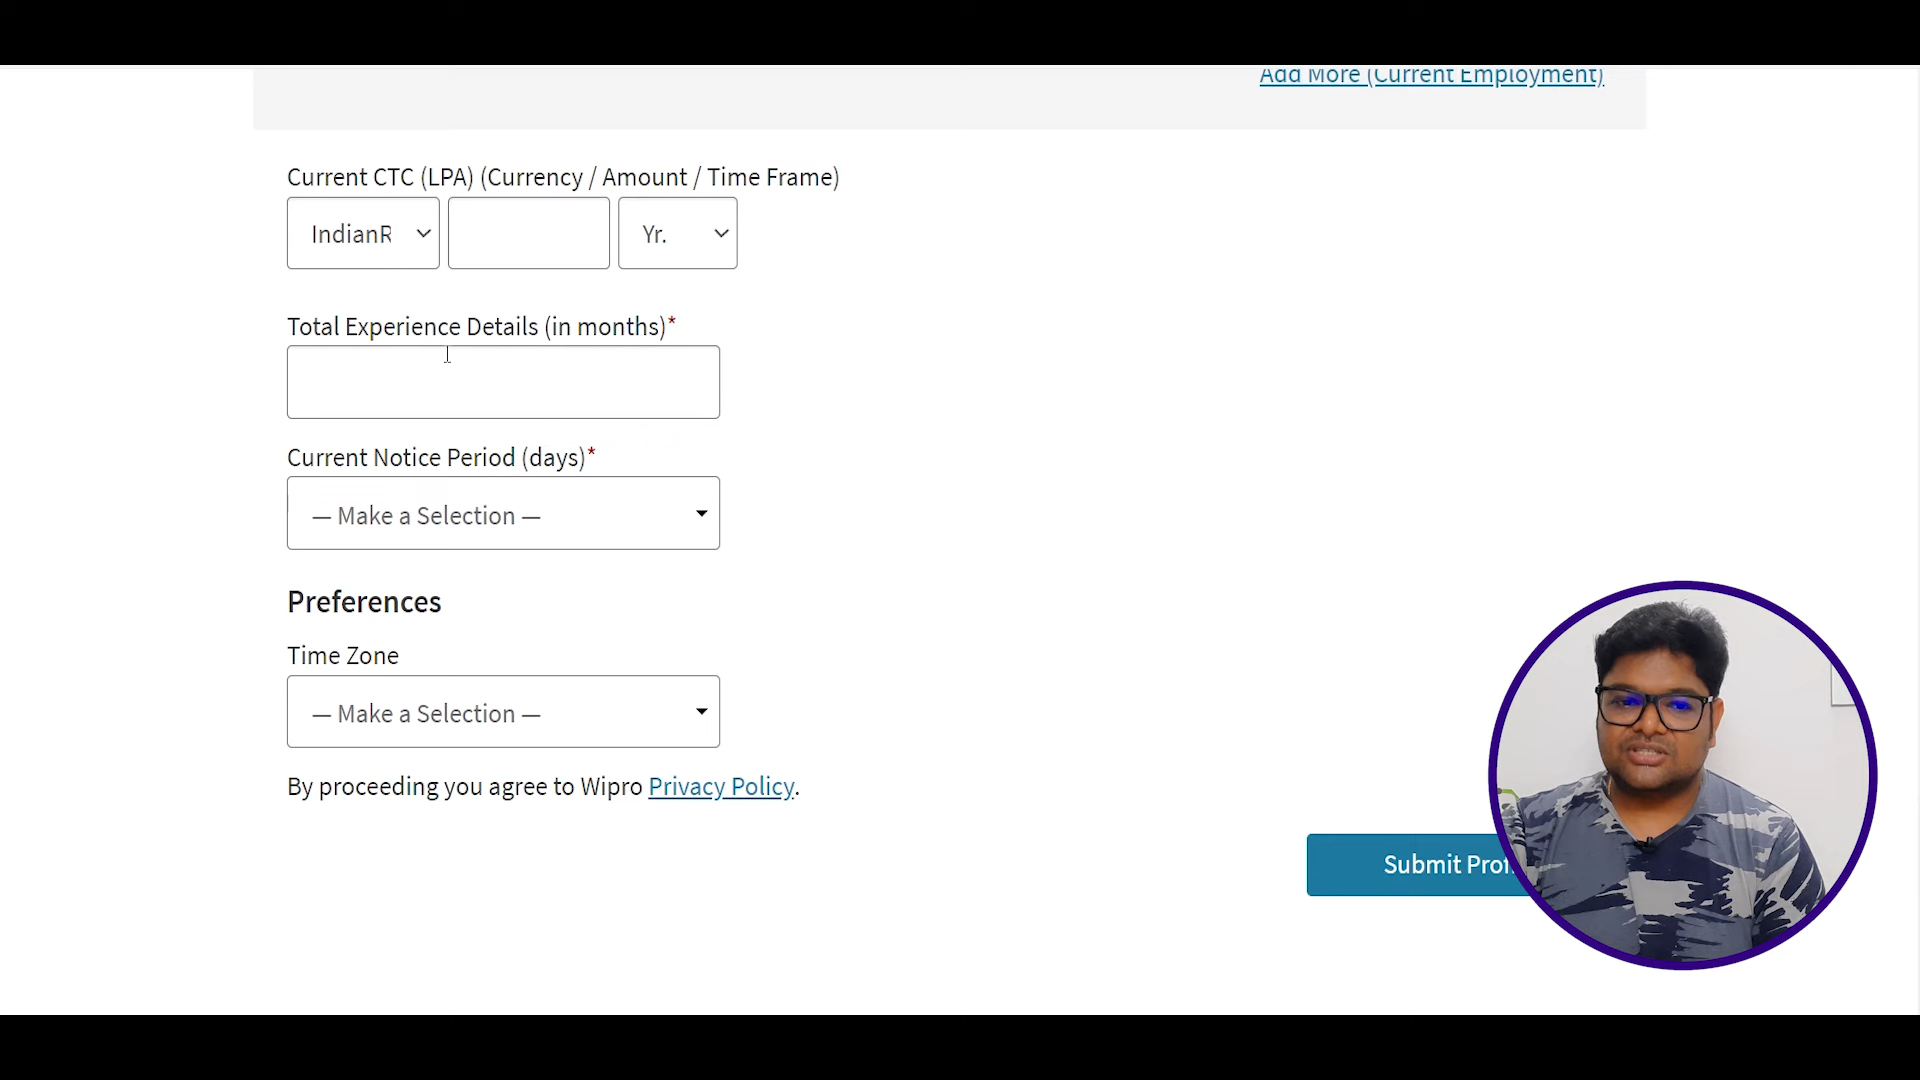 Add More (Current Employment)
Current CTC (LPA) (Currency / Amount / Time Frame)
IndianR
Yr.
Total Experience Details (in months)*
Current Notice Period (days)*
— Make a Selection —
Preferences
Time Zone
— Make a Selection —
By proceeding you agree to Wipro Privacy Policy.
Submit